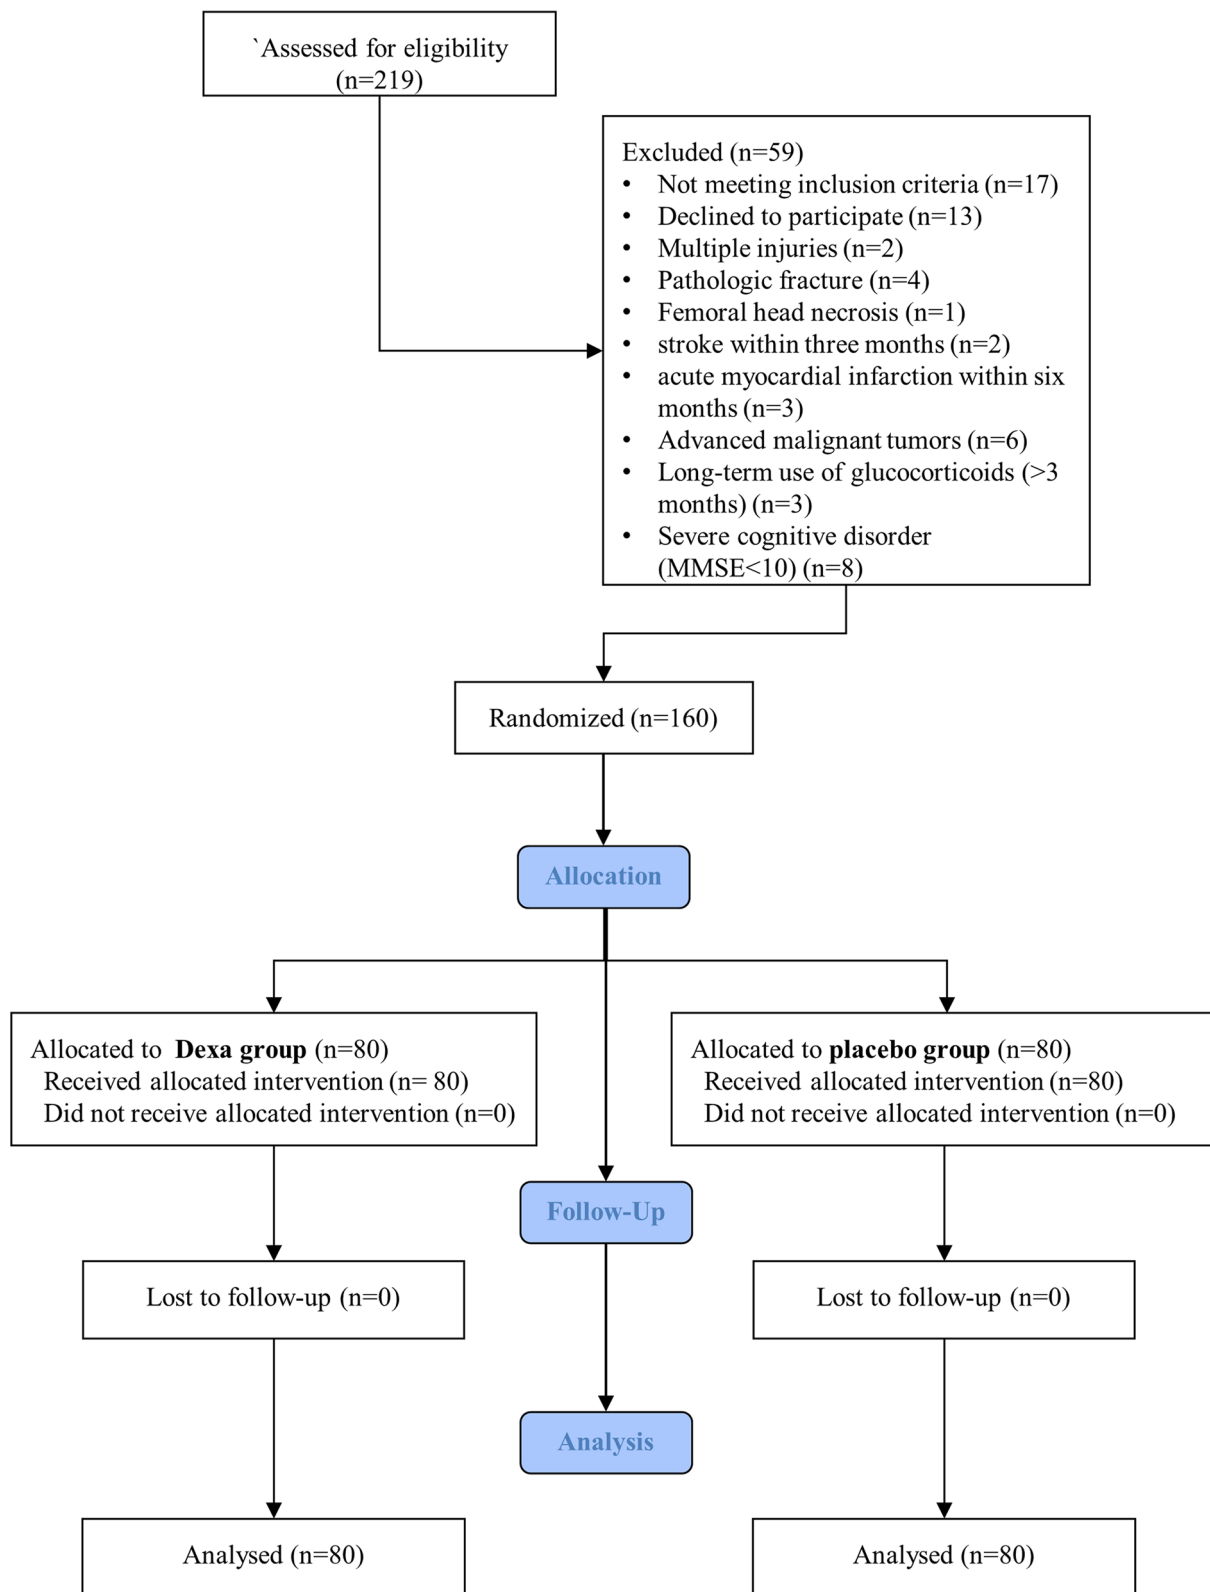 `Assessed for eligibility
(n=219)
Excluded (n=59)
• Not meeting inclusion criteria (n=17)
• Declined to participate (n=13)
• Multiple injuries (n=2)
• Pathologic fracture (n=4)
• Femoral head necrosis (n=1)
• stroke within three months (n=2)
• acute myocardial infarction within six
months (n=3)
• Advanced malignant tumors (n=6)
• Long-term use of glucocorticoids (>3
months) (n=3)
• Severe cognitive disorder
(MMSE<10) (n=8)
Randomized (n=160)
Allocation
Allocated to Dexa group (n=80)
Received allocated intervention (n= 80)
Did not receive allocated intervention (n=0)
Allocated to placebo group (n=80)
Received allocated intervention (n=80)
Did not receive allocated intervention (n=0)
Follow-Up
Lost to follow-up (n=0)
Lost to follow-up (n=0)
Analysis
Analysed (n=80)
Analysed (n=80)